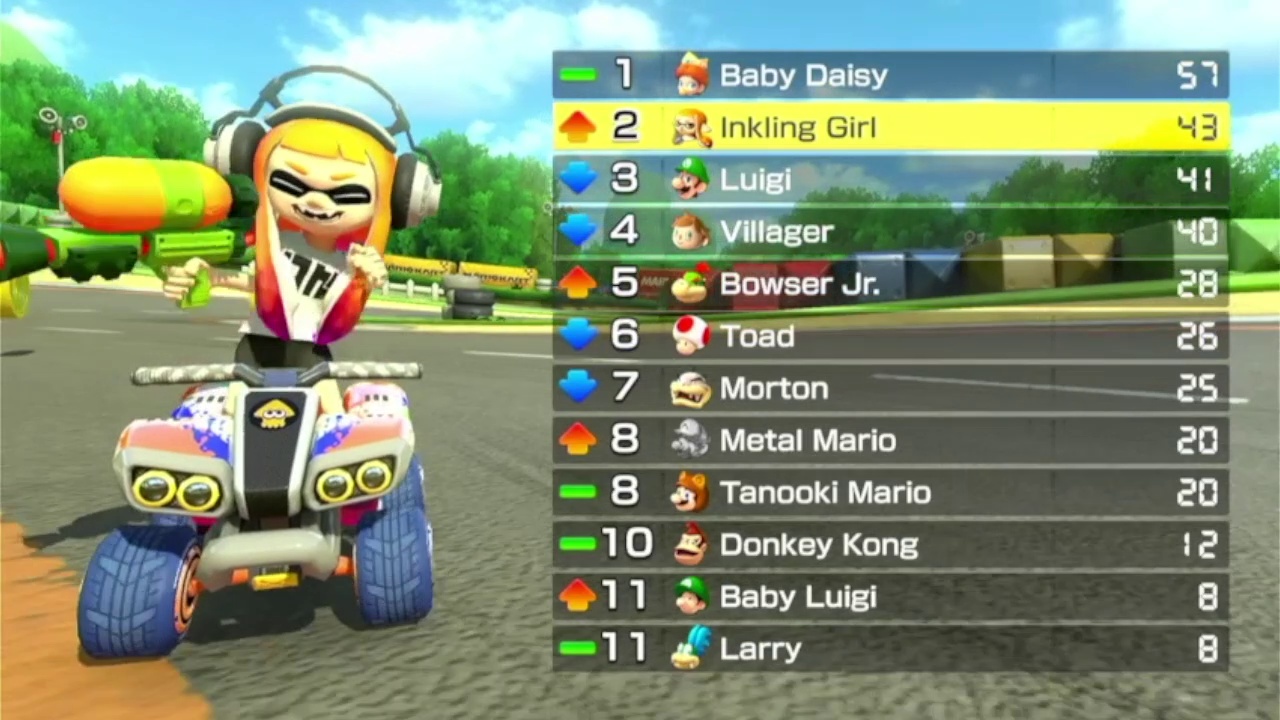 1 Baby Daisy 57
2 Inkling Girl 43
3 Luigi 41
4 Villager 40
5 Bowser Jr. 28
6 Toad 26
7 Morton 25
8 Metal Mario 20
8 Tanooki Mario 20
10 Donkey Kong 12
11 Baby Luigi 8
11 Larry 8